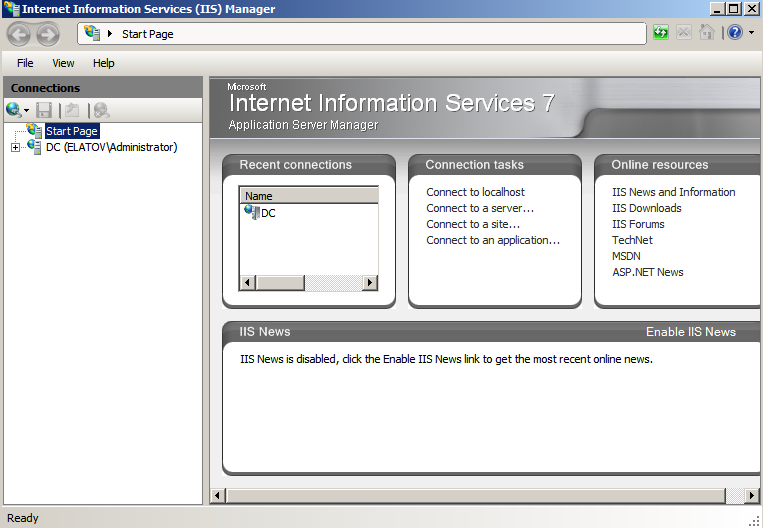 Internet Information Services (IIS) Manager
Start Page
File View Help
Connections
Start Page
DC (ELATOV\Administrator)
Microsoft
Internet Information Services 7
Application Server Manager
Recent connections
Name
DC
Connection tasks
Connect to localhost
Connect to a server...
Connect to a site...
Connect to an application...
Online resources
IIS News and Information
IIS Downloads
IIS Forums
TechNet
MSDN
ASP.NET News
IIS News
Enable IIS News
IIS News is disabled, click the Enable IIS News link to get the most recent online news.
Ready